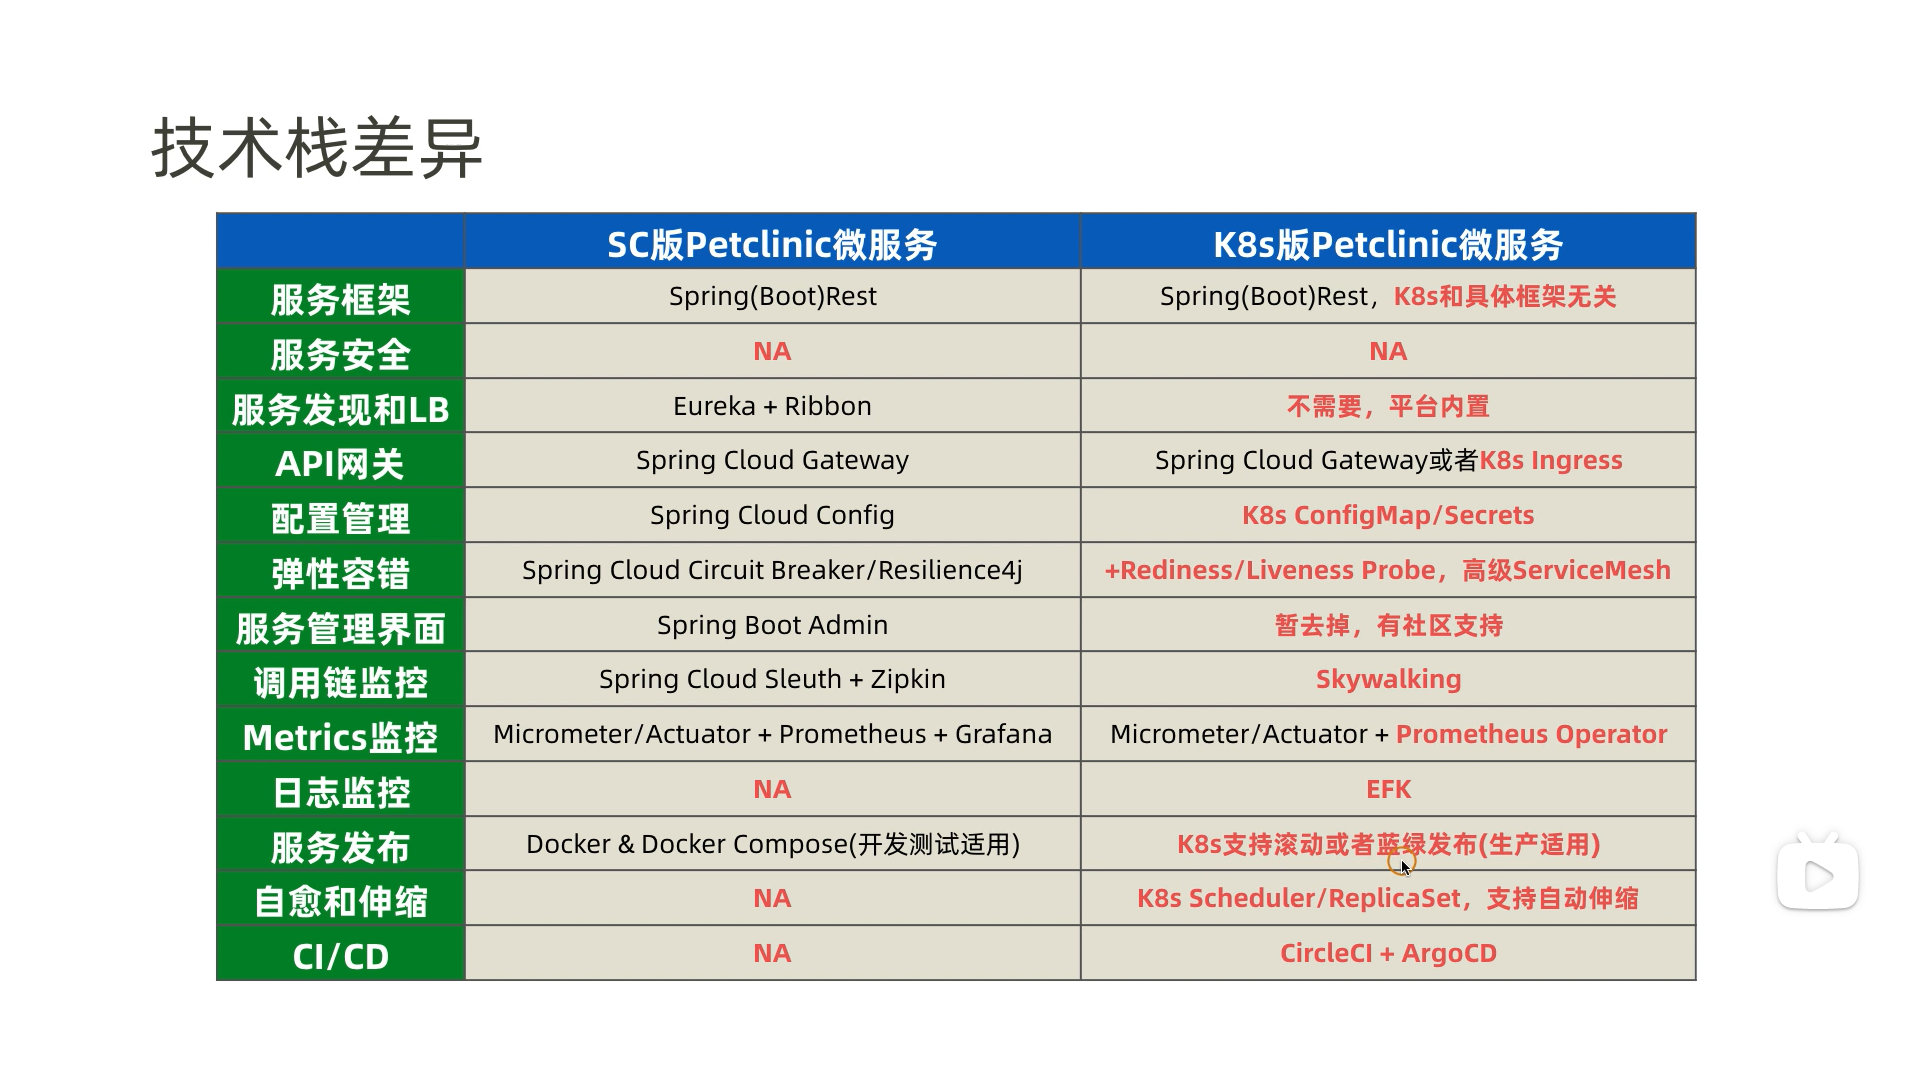 技术栈差异
SC版Petclinic微服务 K8s版Petclinic微服务
服务框架 Spring(Boot)Rest Spring(Boot)Rest，K8s和具体框架无关
服务安全 NA NA
服务发现和LB Eureka + Ribbon 不需要，平台内置
API网关 Spring Cloud Gateway Spring Cloud Gateway或者K8s Ingress
配置管理 Spring Cloud Config K8s ConfigMap/Secrets
弹性容错 Spring Cloud Circuit Breaker/Resilience4j +Rediness/Liveness Probe，高级ServiceMesh
服务管理界面 Spring Boot Admin 暂去掉，有社区支持
调用链监控 Spring Cloud Sleuth + Zipkin Skywalking
Metrics监控 Micrometer/Actuator + Prometheus + Grafana Micrometer/Actuator + Prometheus Operator
日志监控 NA EFK
服务发布 Docker & Docker Compose(开发测试适用) K8s支持滚动或者蓝绿发布(生产适用)
自愈和伸缩 NA K8s Scheduler/ReplicaSet，支持自动伸缩
CI/CD NA CircleCI + ArgoCD